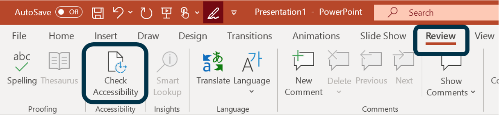 AutoSave Off Presentation1 - PowerPoint Search
File Home Insert Draw Design Transitions Animations Slide Show Review View
abc
Spelling Thesaurus Check Accessibility Smart Lookup Translate Language New Comment Delete Previous Next Show Comments
Proofing Accessibility Insights Language Comments